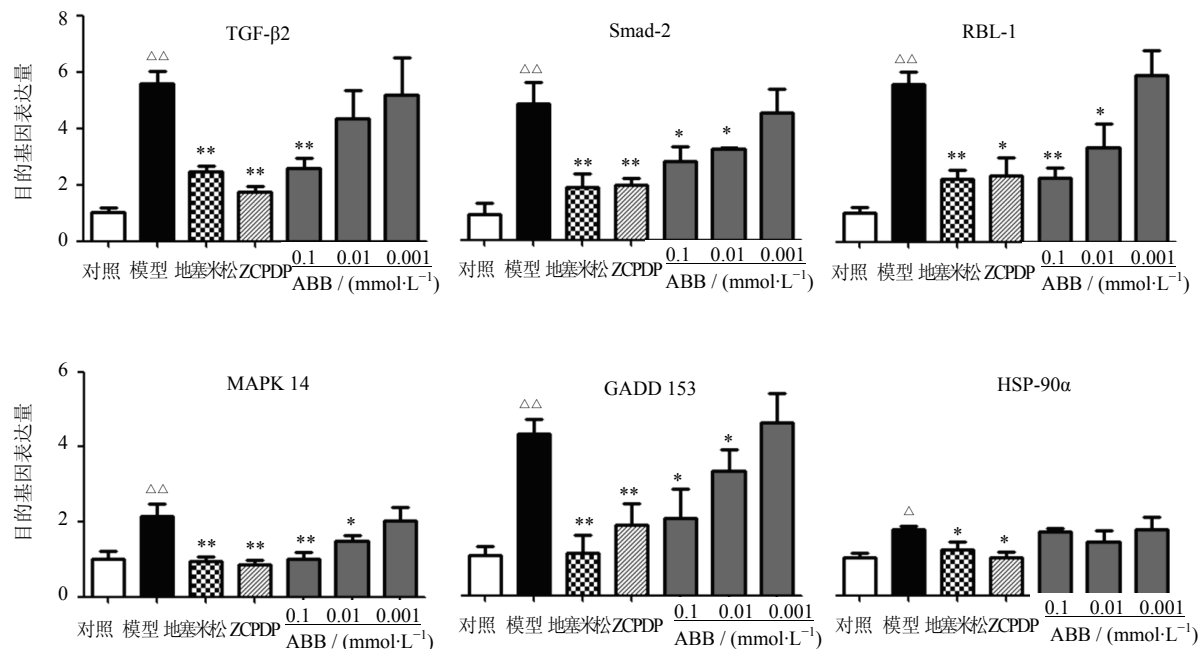 TGF-β2
Smad-2
RBL-1
目的基因表达量
8
6
4
2
0
△△
**
**
**
△△
**
**
*
*
△△
**
*
**
*
对照 模型 地塞米松 ZCPDP 0.1 0.01 0.001
ABB / (mmol·L⁻¹)
对照 模型 地塞米松 ZCPDP 0.1 0.01 0.001
ABB / (mmol·L⁻¹)
对照 模型 地塞米松 ZCPDP 0.1 0.01 0.001
ABB / (mmol·L⁻¹)
MAPK 14
GADD 153
HSP-90α
目的基因表达量
6
4
2
0
△△
**
**
**
*
△△
**
**
*
*
△
*
*
对照 模型 地塞米松 ZCPDP 0.1 0.01 0.001
ABB / (mmol·L⁻¹)
对照 模型 地塞米松 ZCPDP 0.1 0.01 0.001
ABB / (mmol·L⁻¹)
对照 模型 地塞米松 ZCPDP 0.1 0.01 0.001
ABB / (mmol·L⁻¹)